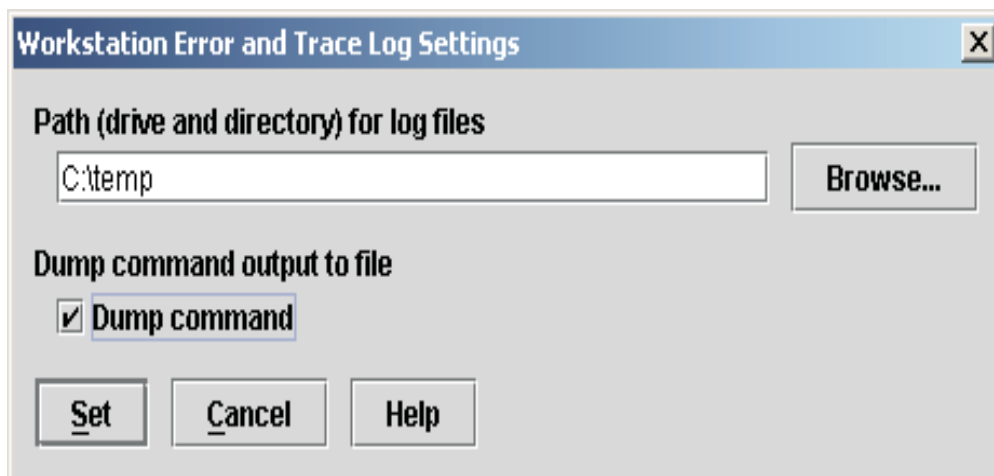 Workstation Error and Trace Log Settings
Path (drive and directory) for log files
C:\temp
Browse...
Dump command output to file
Dump command
Set Cancel Help